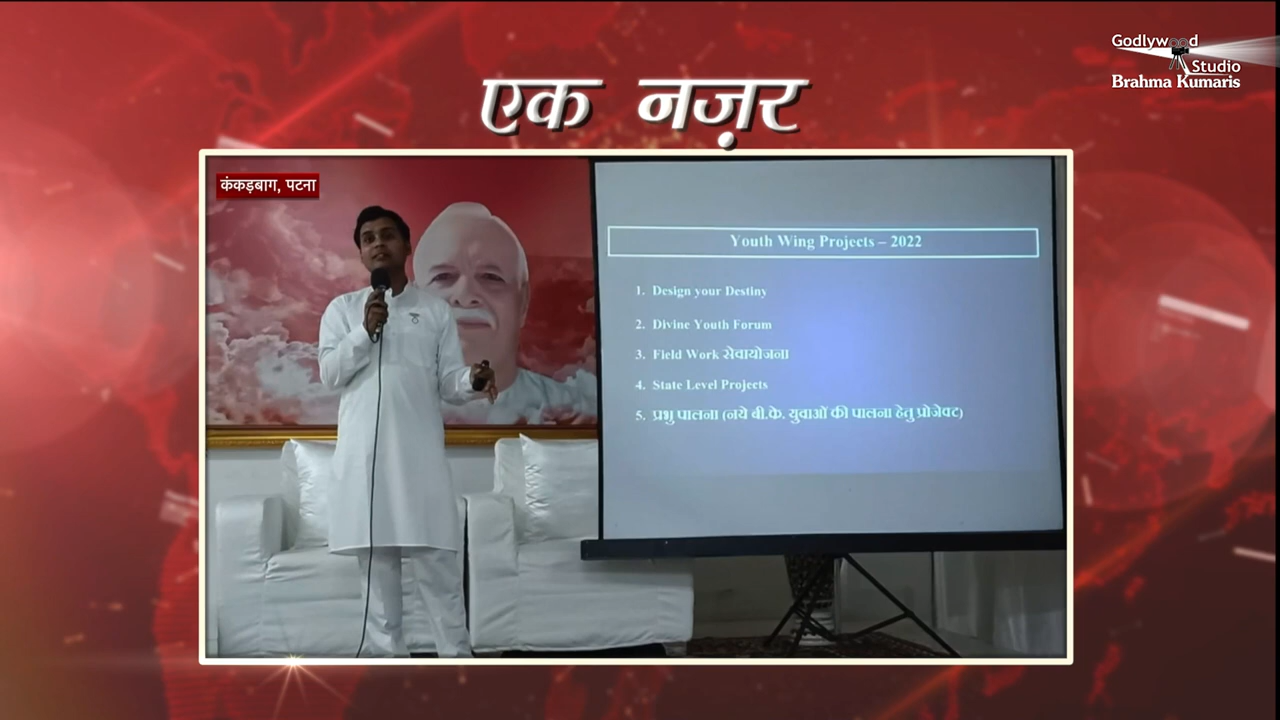 Godlywood
Studio
Brahma Kumaris
एक नज़र
कंकड़बाग, पटना
Youth Wing Projects – 2022
1. Design your Destiny
2. Divine Youth Forum
3. Field Work सेवायोजना
4. State Level Projects
5. प्रभु पालना (नये बी.के. युवाओं की पालना हेतु प्रोजेक्ट)